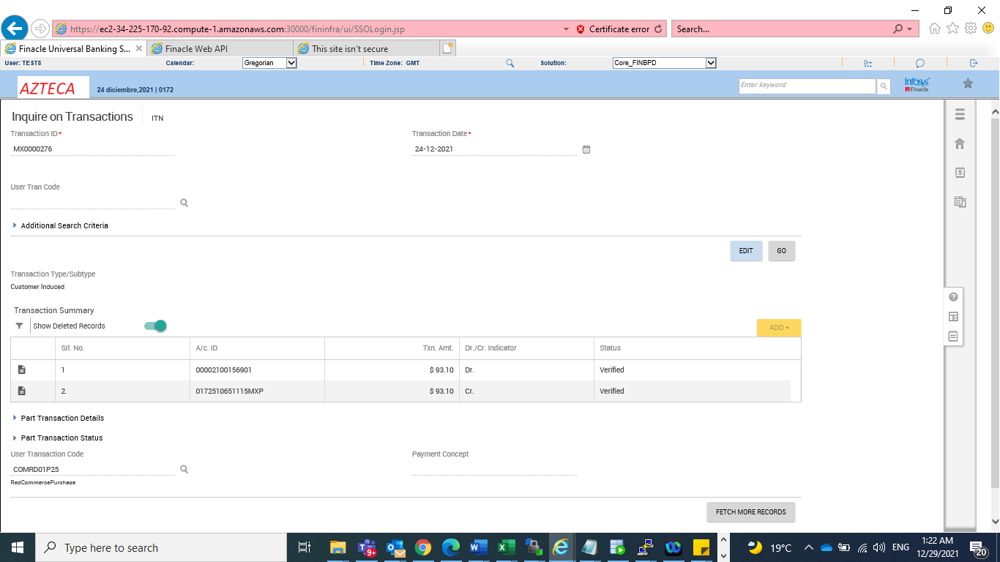 https://ec2-34-225-170-92.compute-1.amazonaws.com:30000/fininfra/ui/SSOLogin.jsp Certificate error Search...
Finacle Universal Banking S... Finacle Web API This site isn't secure
User: TEST8 Calendar: Gregorian Time Zone: GMT Solution: Core_FINBPD
AZTECA 24 diciembre,2021 | 0172 Enter keyword Infosys Finacle
Inquire on Transactions ITN
Transaction ID* Transaction Date*
MX0000276 24-12-2021
User Tran Code
Additional Search Criteria
EDIT GO
Transaction Type/Subtype
Customer Induced
Transaction Summary
Show Deleted Records ADD +
Srl. No. A/c. ID Txn. Amt. Dr./Cr. Indicator Status
1 00002100156901 $ 93.10 Dr. Verified
2 0172510651115MXP $ 93.10 Cr. Verified
Part Transaction Details
Part Transaction Status
User Transaction Code Payment Concept
COMRD01P25
RedCommercePurchase
FETCH MORE RECORDS
Type here to search 9+ 19°C ENG 1:22 AM
12/29/2021 20